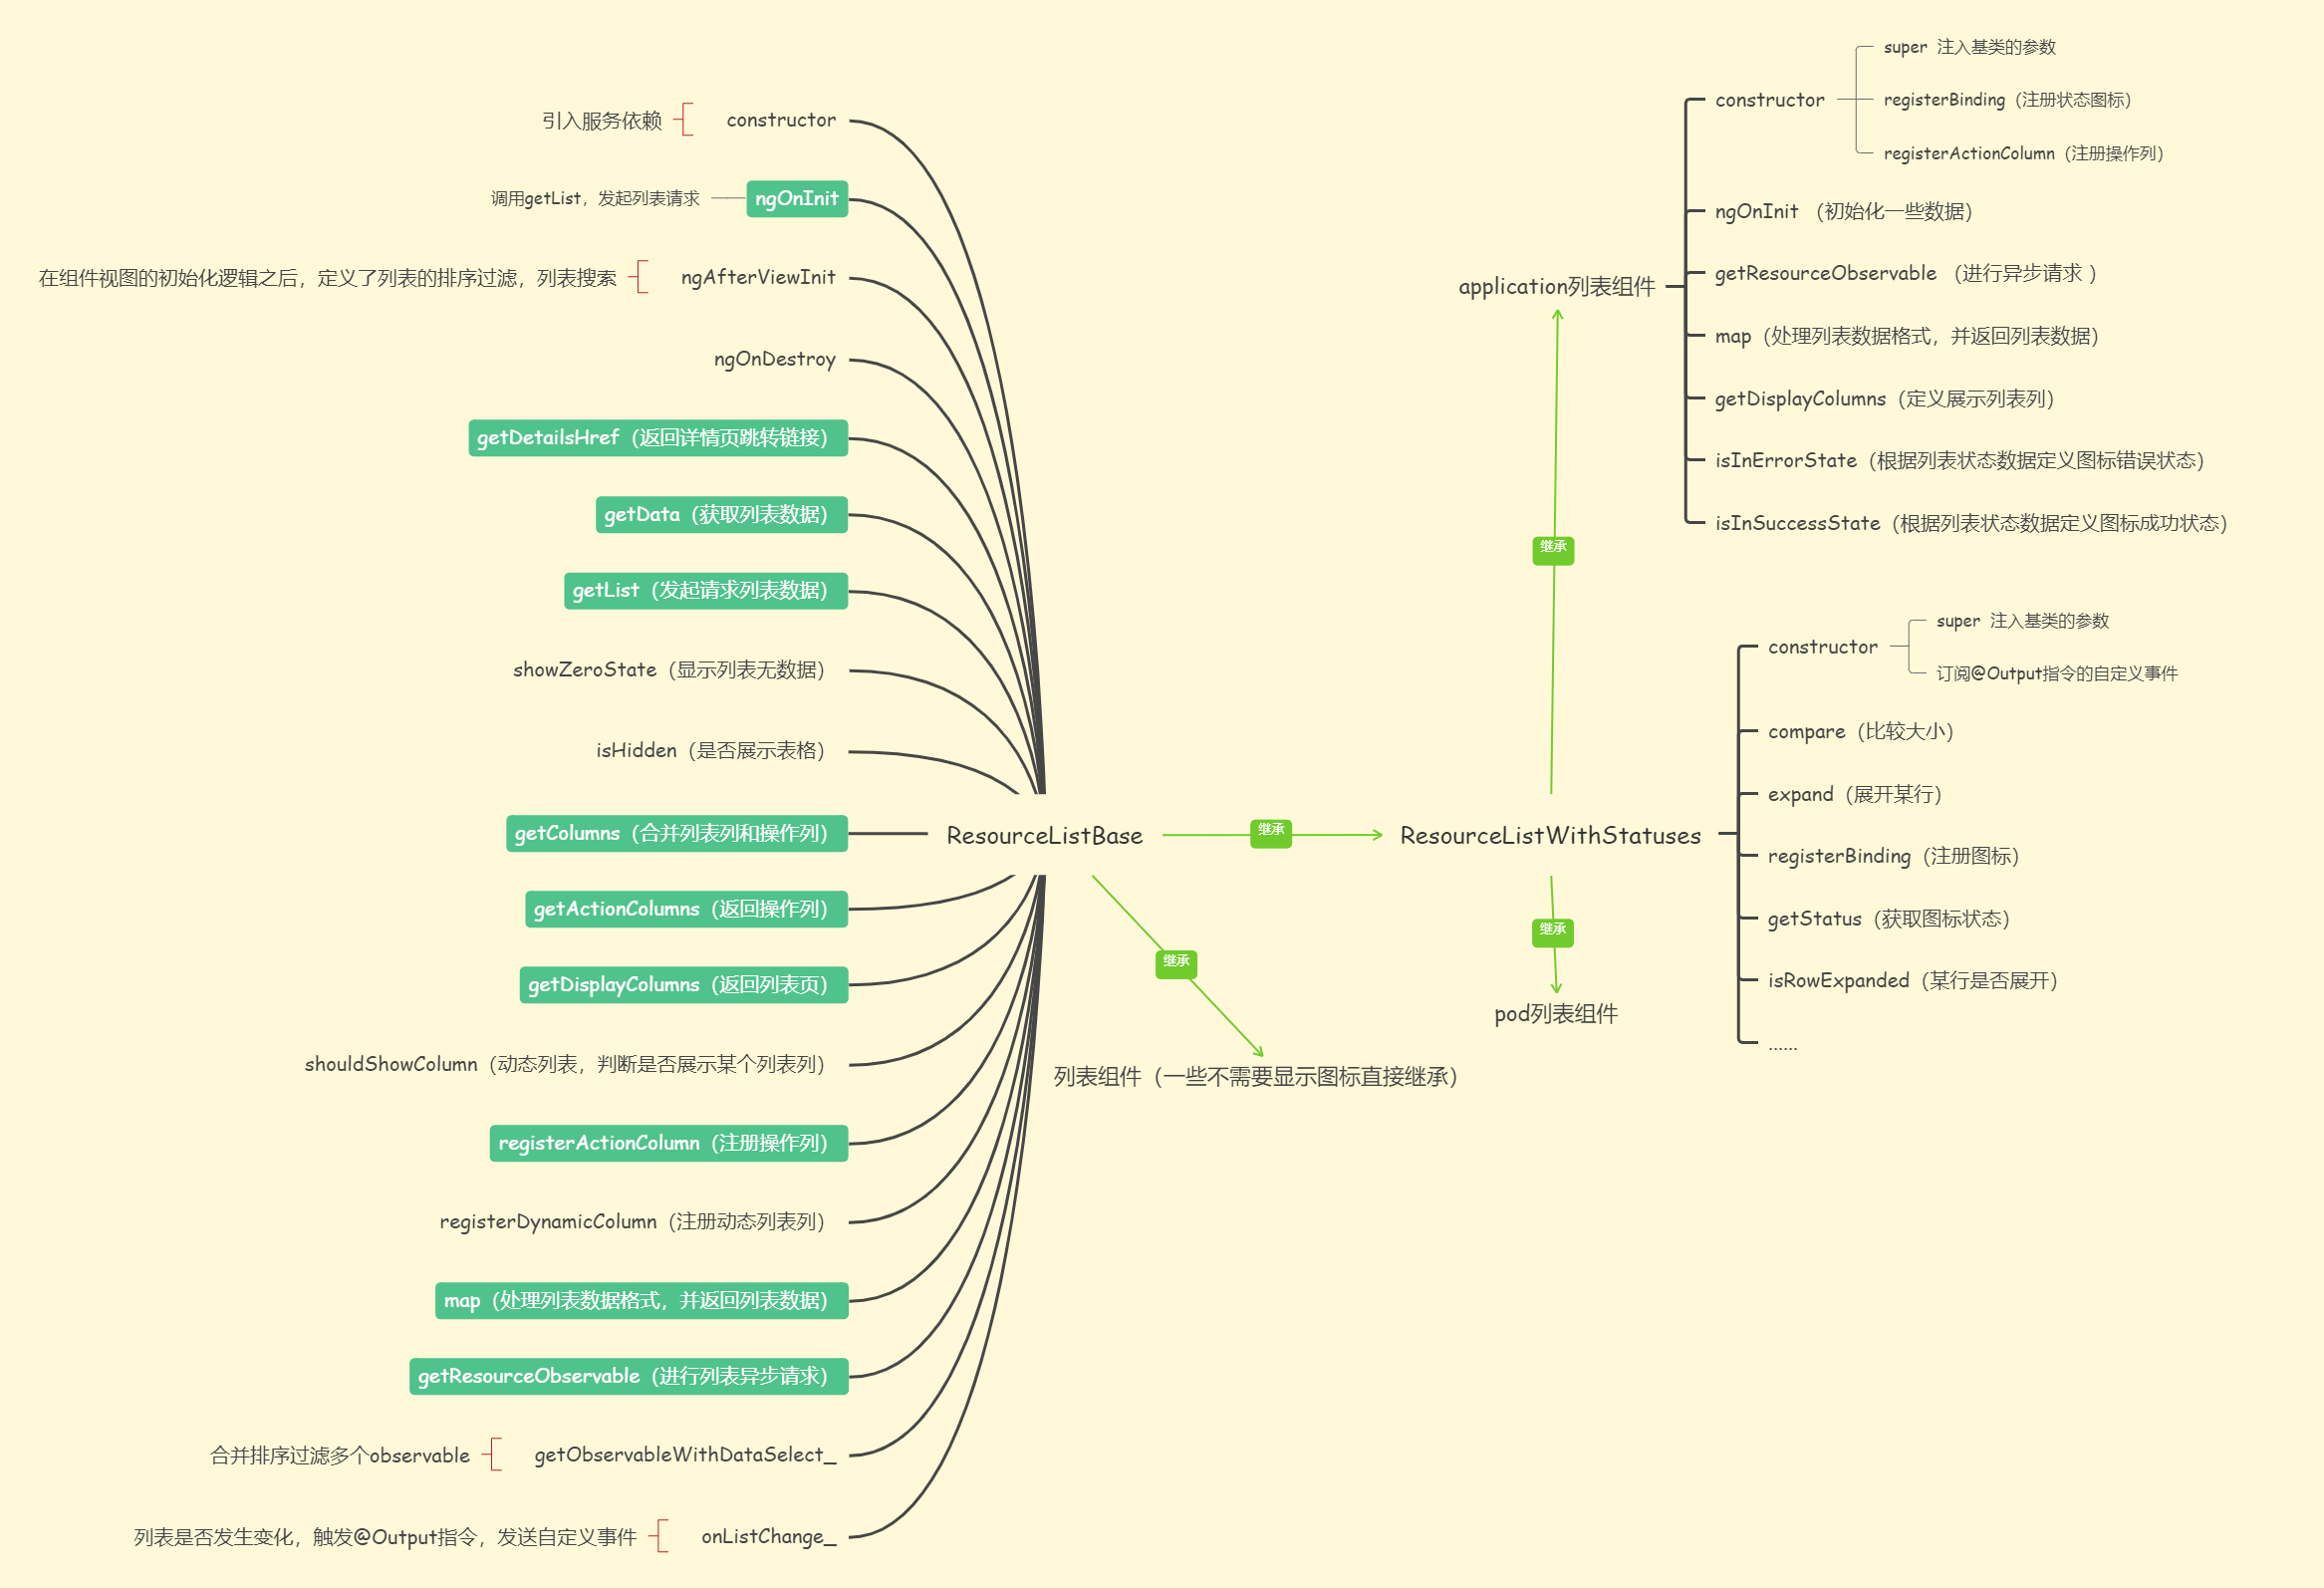 引入服务依赖
constructor
调用getList，发起列表请求
ngOnInit
在组件视图的初始化逻辑之后，定义了列表的排序过滤，列表搜索
ngAfterViewInit
ngOnDestroy
getDetailsHref（返回详情页跳转链接）
getData（获取列表数据）
getList（发起请求列表数据）
showZeroState（显示列表无数据）
isHidden（是否展示表格）
getColumns（合并列表列和操作列）
getActionColumns（返回操作列）
getDisplayColumns（返回列表页）
shouldShowColumn（动态列表，判断是否展示某个列表列）
registerActionColumn（注册操作列）
registerDynamicColumn（注册动态列表列）
map（处理列表数据格式，并返回列表数据）
getResourceObservable（进行列表异步请求）
合并排序过滤多个observable
getObservableWithDataSelect_
列表是否发生变化，触发@Output指令，发送自定义事件
onListChange_
ResourceListBase
继承
ResourceListWithStatuses
继承
列表组件（一些不需要显示图标直接继承）
继承
application列表组件
constructor
super 注入基类的参数
registerBinding（注册状态图标）
registerActionColumn（注册操作列）
ngOnInit （初始化一些数据）
getResourceObservable （进行异步请求 ）
map（处理列表数据格式，并返回列表数据）
getDisplayColumns（定义展示列表列）
isInErrorState（根据列表状态数据定义图标错误状态）
isInSuccessState（根据列表状态数据定义图标成功状态）
继承
pod列表组件
constructor
super 注入基类的参数
订阅@Output指令的自定义事件
compare（比较大小）
expand（展开某行）
registerBinding（注册图标）
getStatus（获取图标状态）
isRowExpanded（某行是否展开）
......